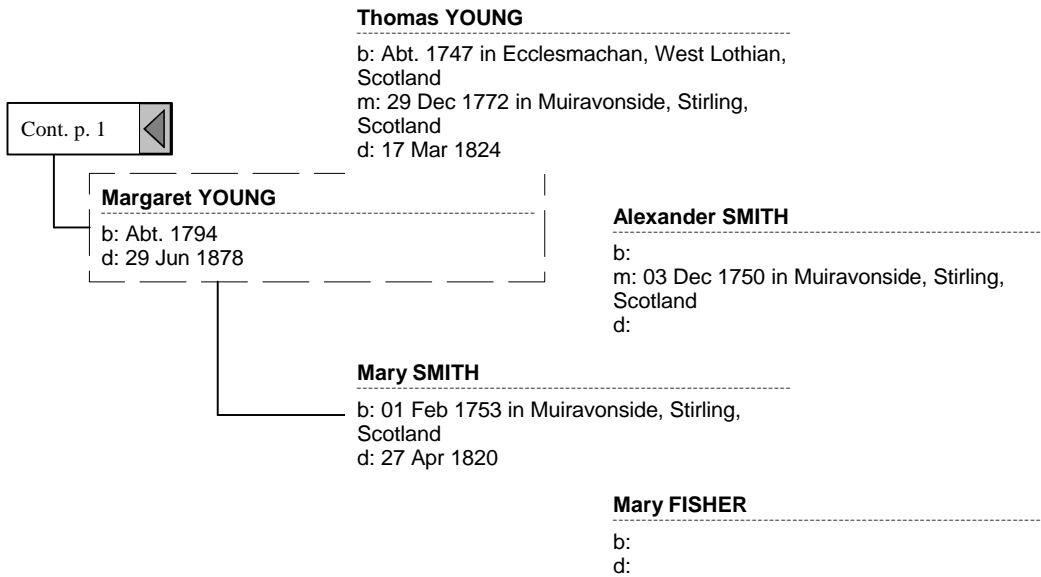 Thomas YOUNG
b: Abt. 1747 in Ecclesmachan, West Lothian,
Scotland
m: 29 Dec 1772 in Muiravonside, Stirling,
Scotland
d: 17 Mar 1824
Cont. p. 1
Margaret YOUNG
b: Abt. 1794
d: 29 Jun 1878
Alexander SMITH
b:
m: 03 Dec 1750 in Muiravonside, Stirling,
Scotland
d:
Mary SMITH
b: 01 Feb 1753 in Muiravonside, Stirling,
Scotland
d: 27 Apr 1820
Mary FISHER
b:
d: